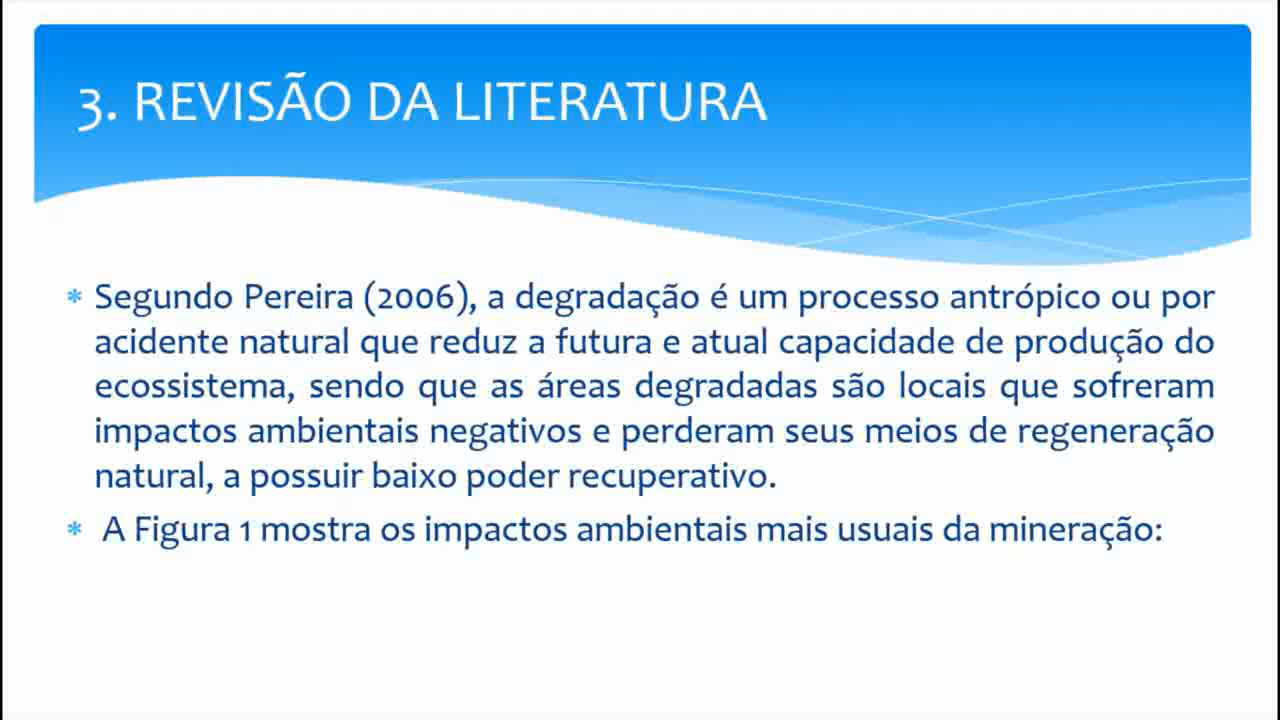 3. REVISÃO DA LITERATURA
Segundo Pereira (2006), a degradação é um processo antrópico ou por
acidente natural que reduz a futura e atual capacidade de produção do
ecossistema, sendo que as áreas degradadas são locais que sofreram
impactos ambientais negativos e perderam seus meios de regeneração
natural, a possuir baixo poder recuperativo.
A Figura 1 mostra os impactos ambientais mais usuais da mineração: